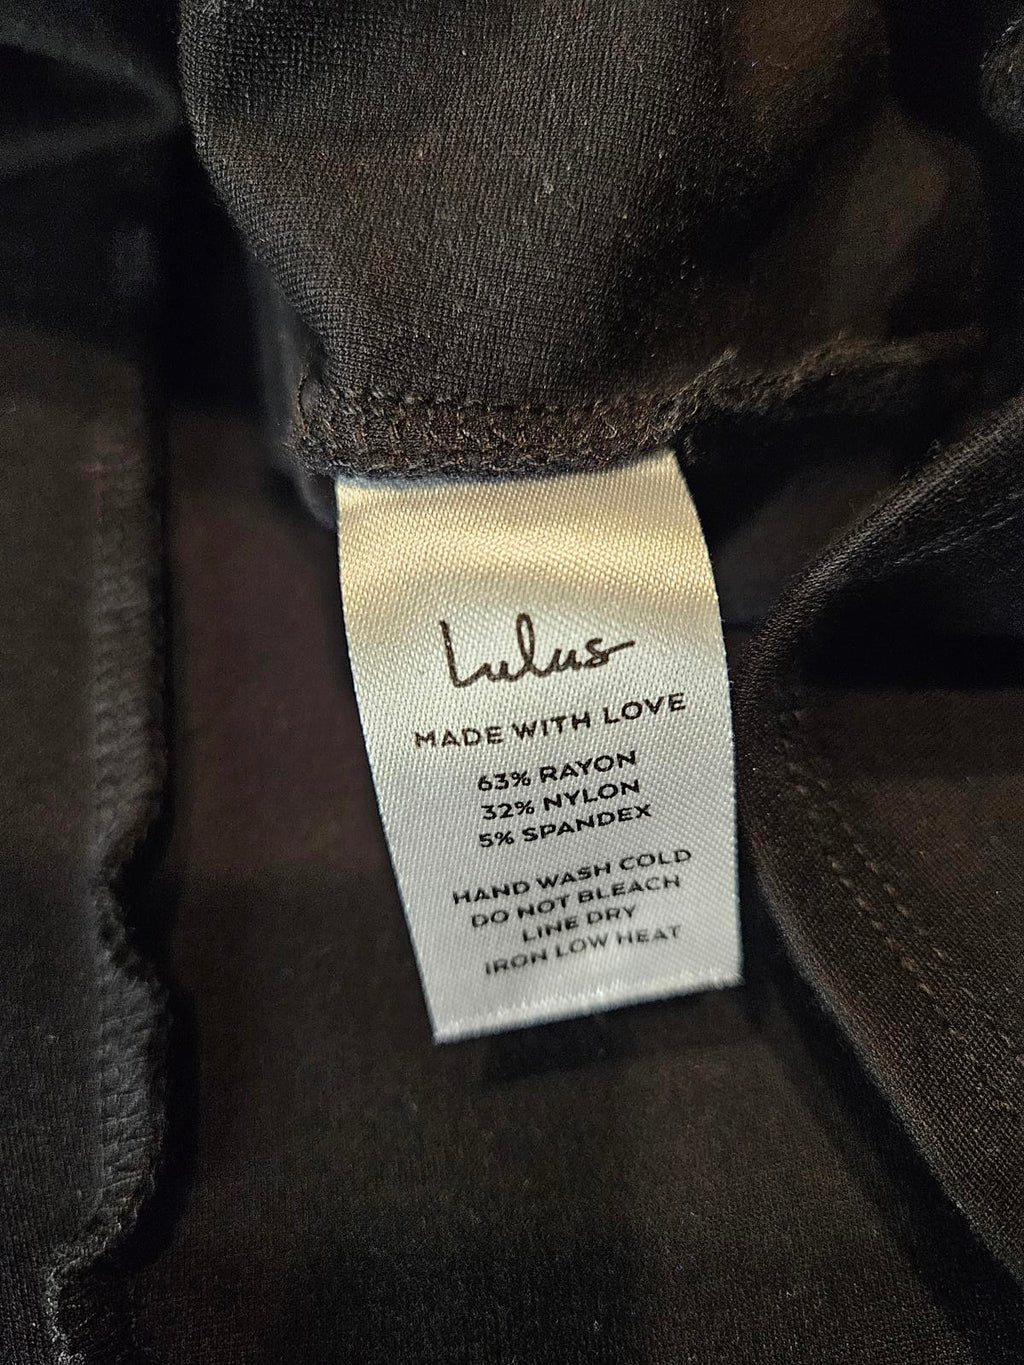 Lulus
MADE WITH LOVE
63% RAYON
32% NYLON
5% SPANDEX
HAND WASH COLD
DO NOT BLEACH
LINE DRY
IRON LOW HEAT